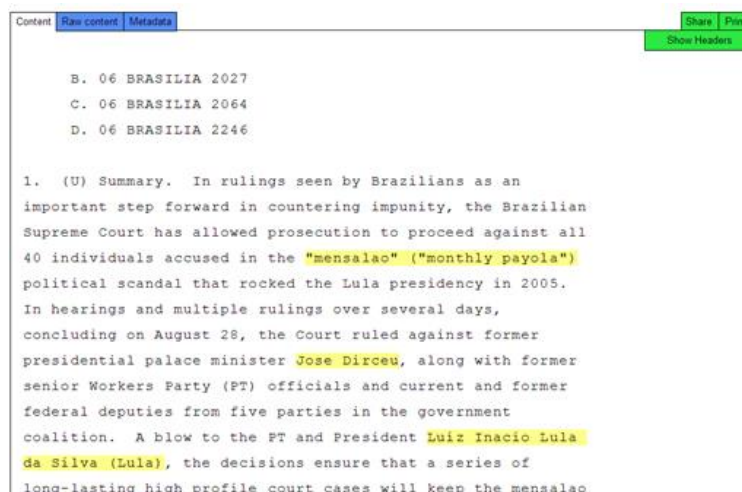 Content Raw content Metadata Share Prin
Show Headers
B. 06 BRASILIA 2027
C. 06 BRASILIA 2064
D. 06 BRASILIA 2246
1. (U) Summary. In rulings seen by Brazilians as an
important step forward in countering impunity, the Brazilian
Supreme Court has allowed prosecution to proceed against all
40 individuals accused in the "mensalao" ("monthly payola")
political scandal that rocked the Lula presidency in 2005.
In hearings and multiple rulings over several days,
concluding on August 28, the Court ruled against former
presidential palace minister Jose Dirceu, along with former
senior Workers Party (PT) officials and current and former
federal deputies from five parties in the government
coalition. A blow to the PT and President Luiz Inacio Lula
da Silva (Lula), the decisions ensure that a series of
long-lasting high profile court cases will keep the mensalao